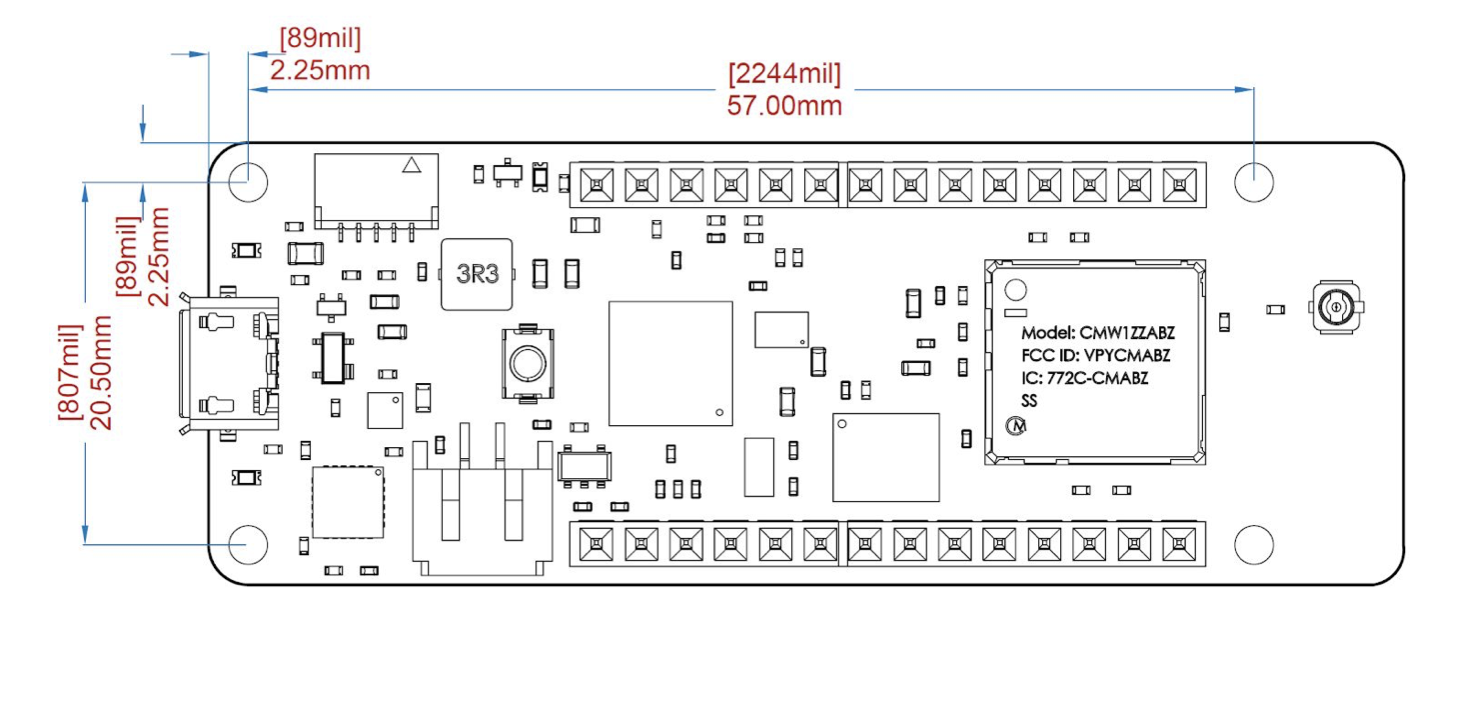 [89mil]
2.25mm
[2244mil]
57.00mm
[89mil]
2.25mm
[807mil]
20.50mm
3R3
Model: CMW1ZZABZ
FCC ID: VPYCMABZ
IC: 772C-CMABZ
SS
M